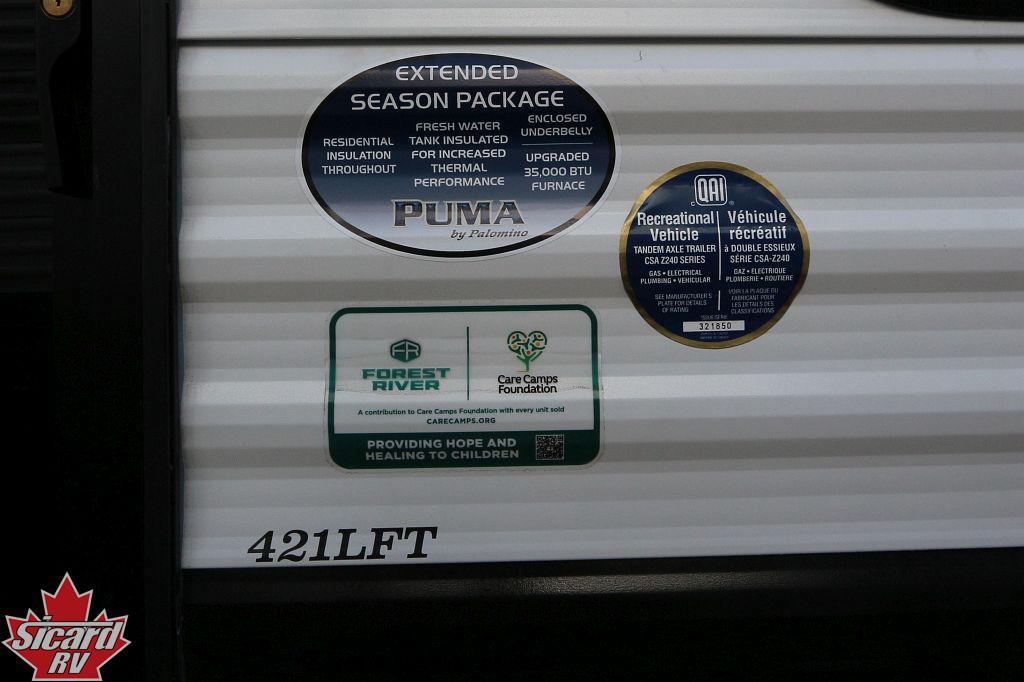 EXTENDED
SEASON PACKAGE
RESIDENTIAL
INSULATION
THROUGHOUT
FRESH WATER
TANK INSULATED
FOR INCREASED
THERMAL
PERFORMANCE
ENCLOSED
UNDERBELLY
UPGRADED
35,000 BTU
FURNACE
PUMA
by Palomino
C QAI ®
Recreational
Vehicle
TANDEM AXLE TRAILER
CSA Z240 SERIES
GAS • ELECTRICAL
PLUMBING • VEHICULAR
SEE MANUFACTURER'S
PLATE FOR DETAILS
OF RATING
Véhicule
récréatif
à DOUBLE ESSIEUX
SÉRIE CSA-Z240
GAZ • ÉLECTRIQUE
PLOMBERIE • ROUTIERE
VOIR LA PLAQUE DU
FABRICANT POUR
LES DÉTAILS DES
CLASSIFICATIONS
321850
FR
FOREST
RIVER
Care Camps
Foundation
A contribution to Care Camps Foundation with every unit sold
CARECAMPS.ORG
PROVIDING HOPE AND
HEALING TO CHILDREN
421LFT
Sicard
RV